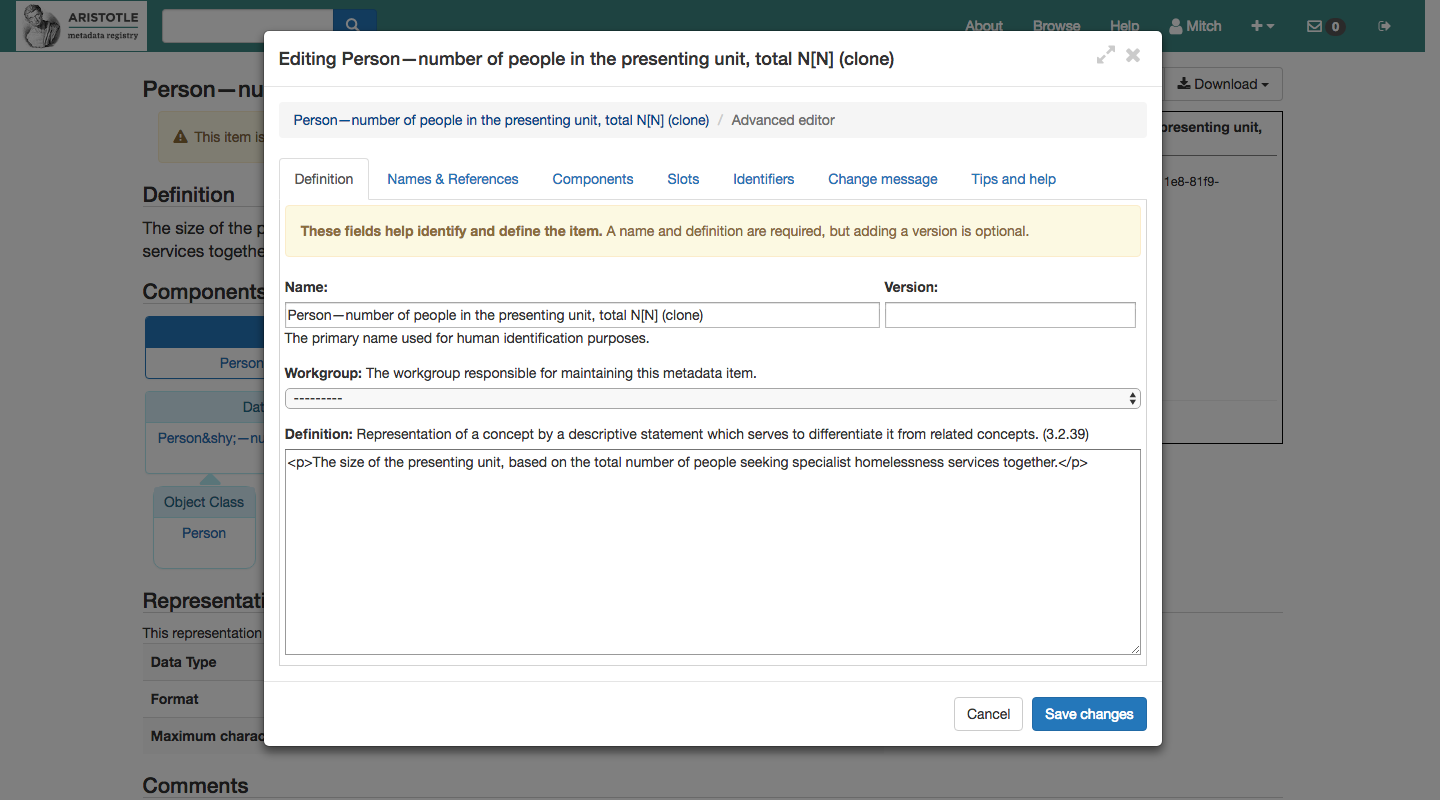 ARISTOTLE
metadata registry
About Browse Help Mitch 0
Editing Person—number of people in the presenting unit, total N[N] (clone)
Person—nu
Download
Person—number of people in the presenting unit, total N[N] (clone) / Advanced editor
resenting unit,
This item is
Definition Names & References Components Slots Identifiers Change message Tips and help
1e8-81f9-
Definition
The size of the p
services togethe
These fields help identify and define the item. A name and definition are required, but adding a version is optional.
Name: Version:
Person—number of people in the presenting unit, total N[N] (clone)
The primary name used for human identification purposes.
Components
Person
Workgroup: The workgroup responsible for maintaining this metadata item.
---------
Dat
Person&shy;—nu
Definition: Representation of a concept by a descriptive statement which serves to differentiate it from related concepts. (3.2.39)
<p>The size of the presenting unit, based on the total number of people seeking specialist homelessness services together.</p>
Object Class
Person
Representati
This representation
Data Type
Format
Maximum charac
Cancel Save changes
Comments